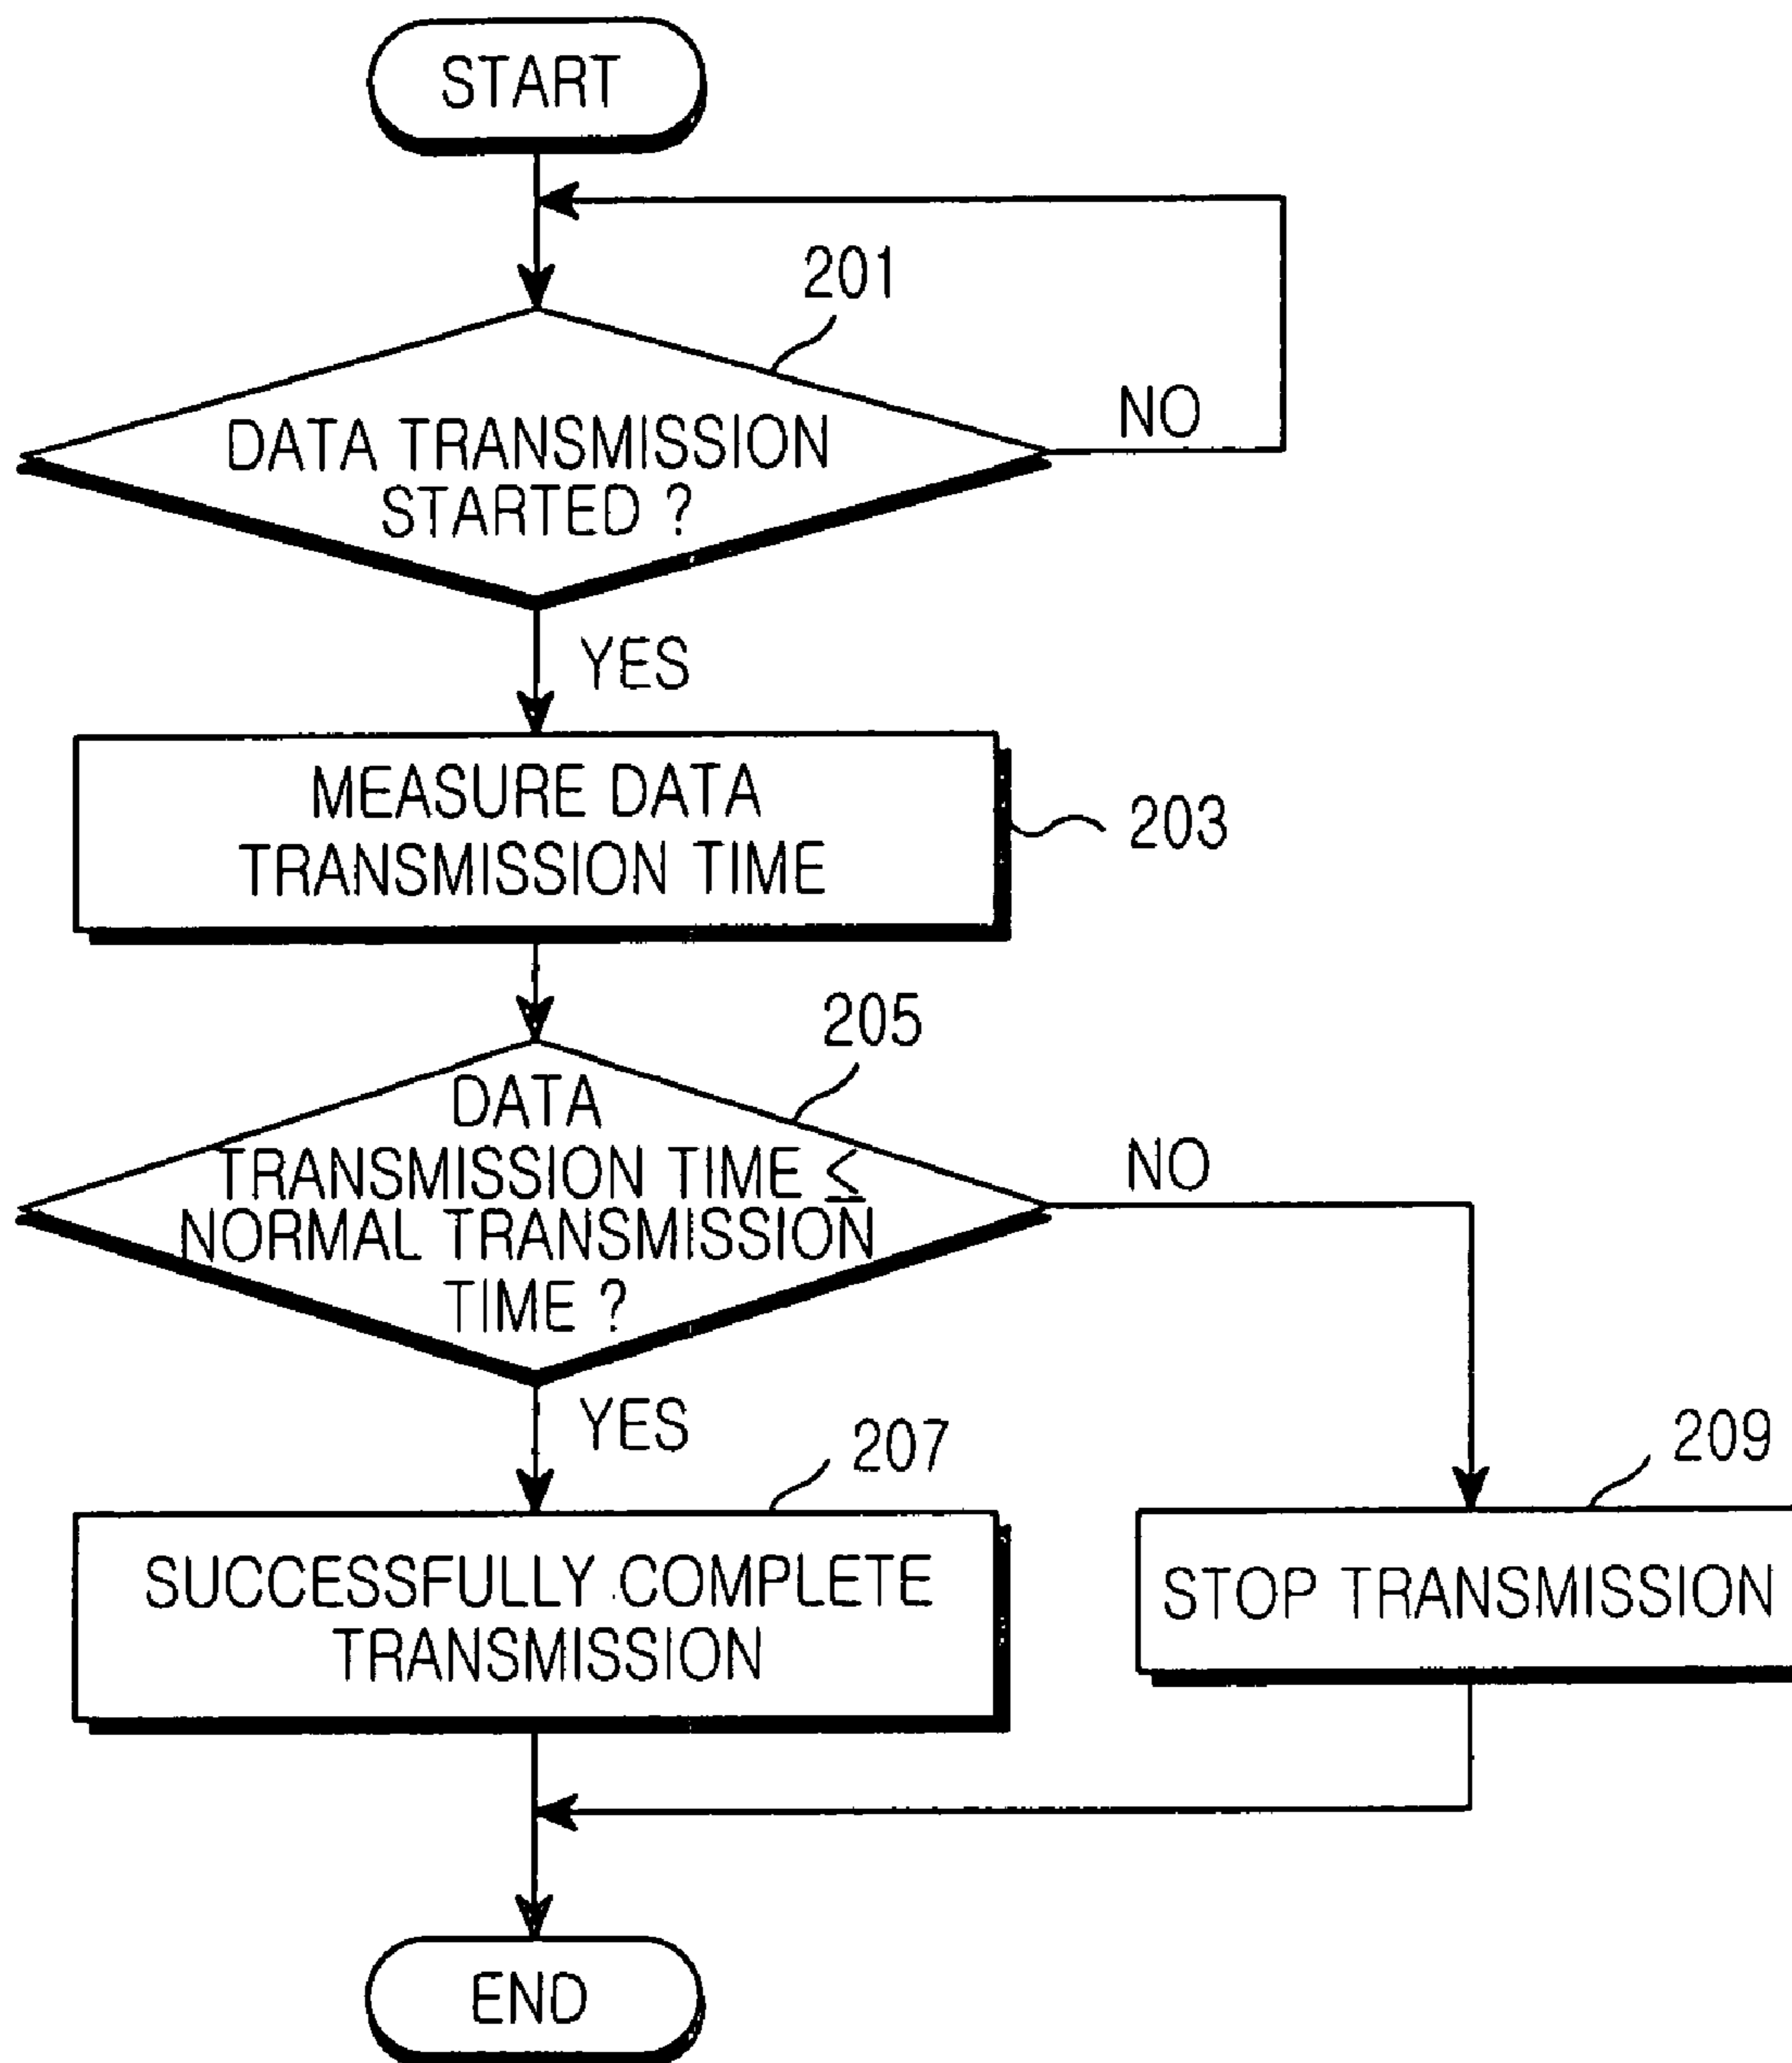 START
201
DATA TRANSMISSION
STARTED ?
NO
YES
MEASURE DATA
TRANSMISSION TIME
203
205
DATA
TRANSMISSION TIME ≤
NORMAL TRANSMISSION
TIME ?
NO
YES
207
SUCCESSFULLY COMPLETE
TRANSMISSION
209
STOP TRANSMISSION
END